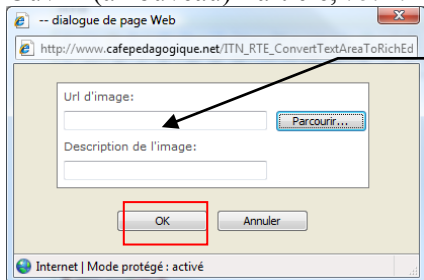 -- dialogue de page Web
http://www.cafepedagogique.net/ITN_RTE_ConvertTextAreaToRichEd
Url d'image:
Parcourir...
Description de l'image:
OK Annuler
Internet | Mode protégé : activé